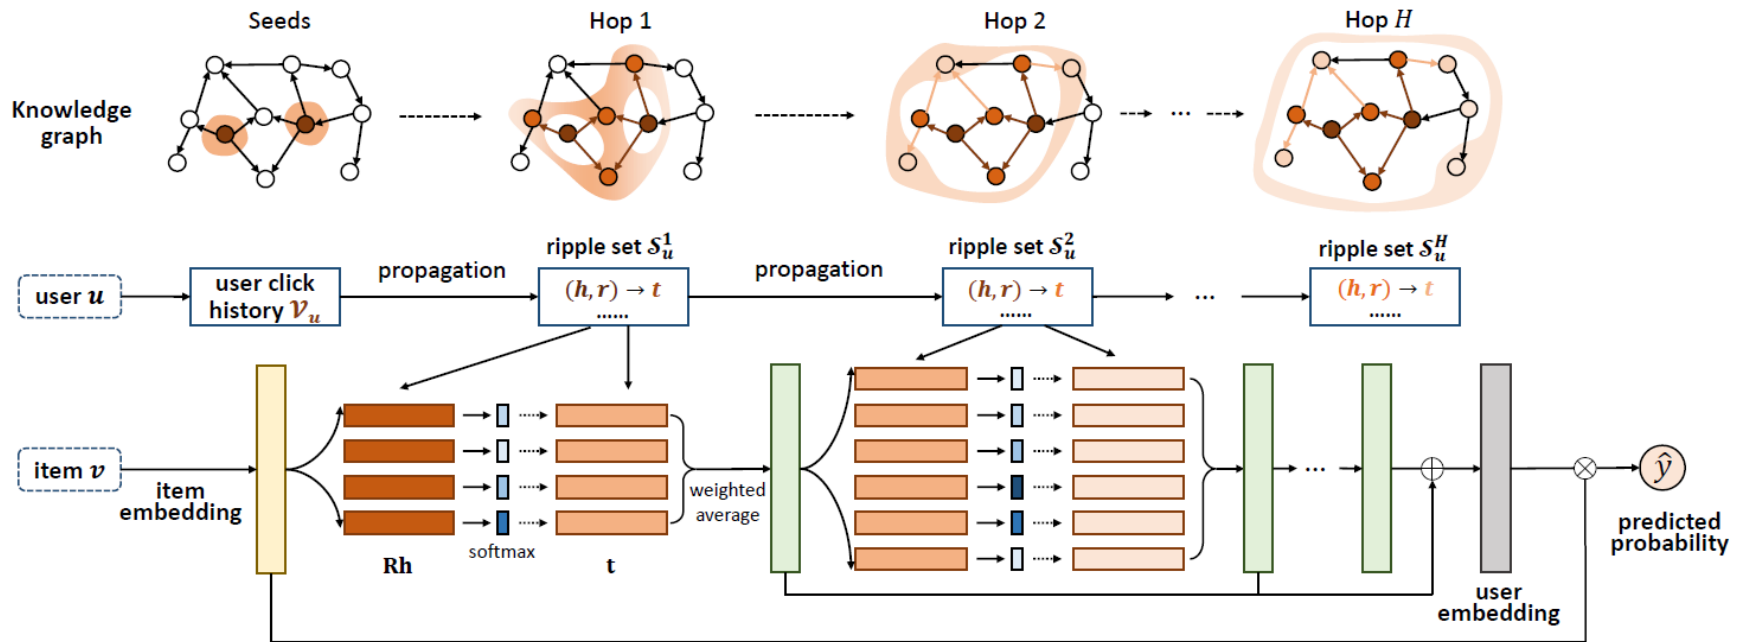 Seeds
Hop 1
Hop 2
Hop H
Knowledge
graph
...
ripple set S_u^1
ripple set S_u^2
ripple set S_u^H
propagation
propagation
user u
user click
history V_u
(h, r) → t
......
(h, r) → t
......
...
(h, r) → t
......
item v
item
embedding
Rh
softmax
t
weighted
average
...
user
embedding
ŷ
predicted
probability